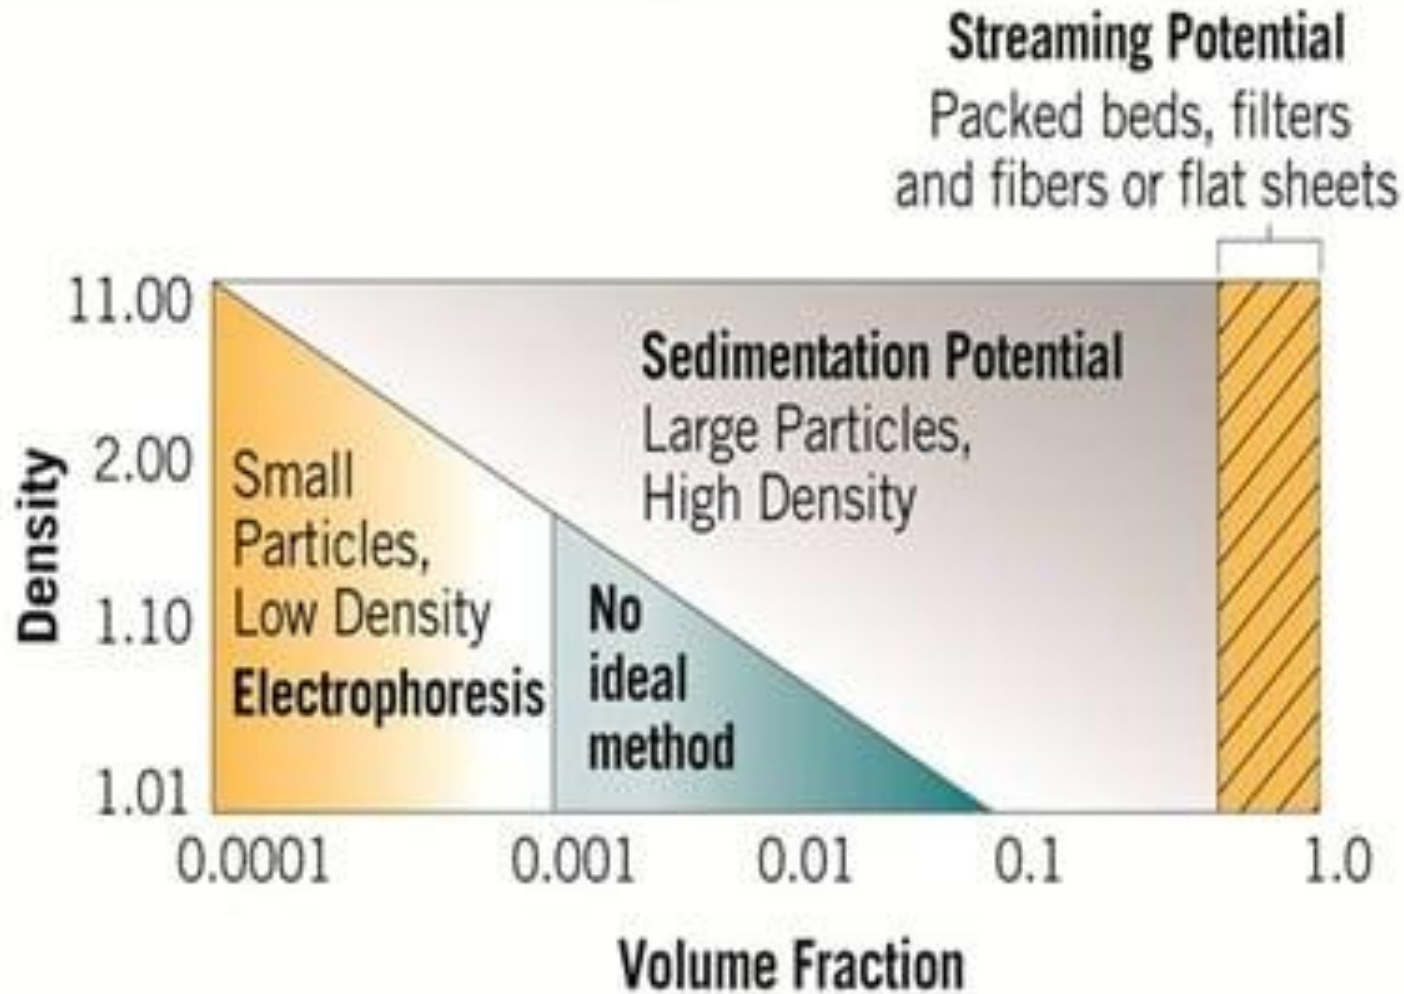 Streaming Potential
Packed beds, filters
and fibers or flat sheets
11.00
2.00
1.10
1.01
Density
Sedimentation Potential
Large Particles,
High Density
Small
Particles,
Low Density
Electrophoresis
No
ideal
method
0.0001 0.001 0.01 0.1 1.0
Volume Fraction